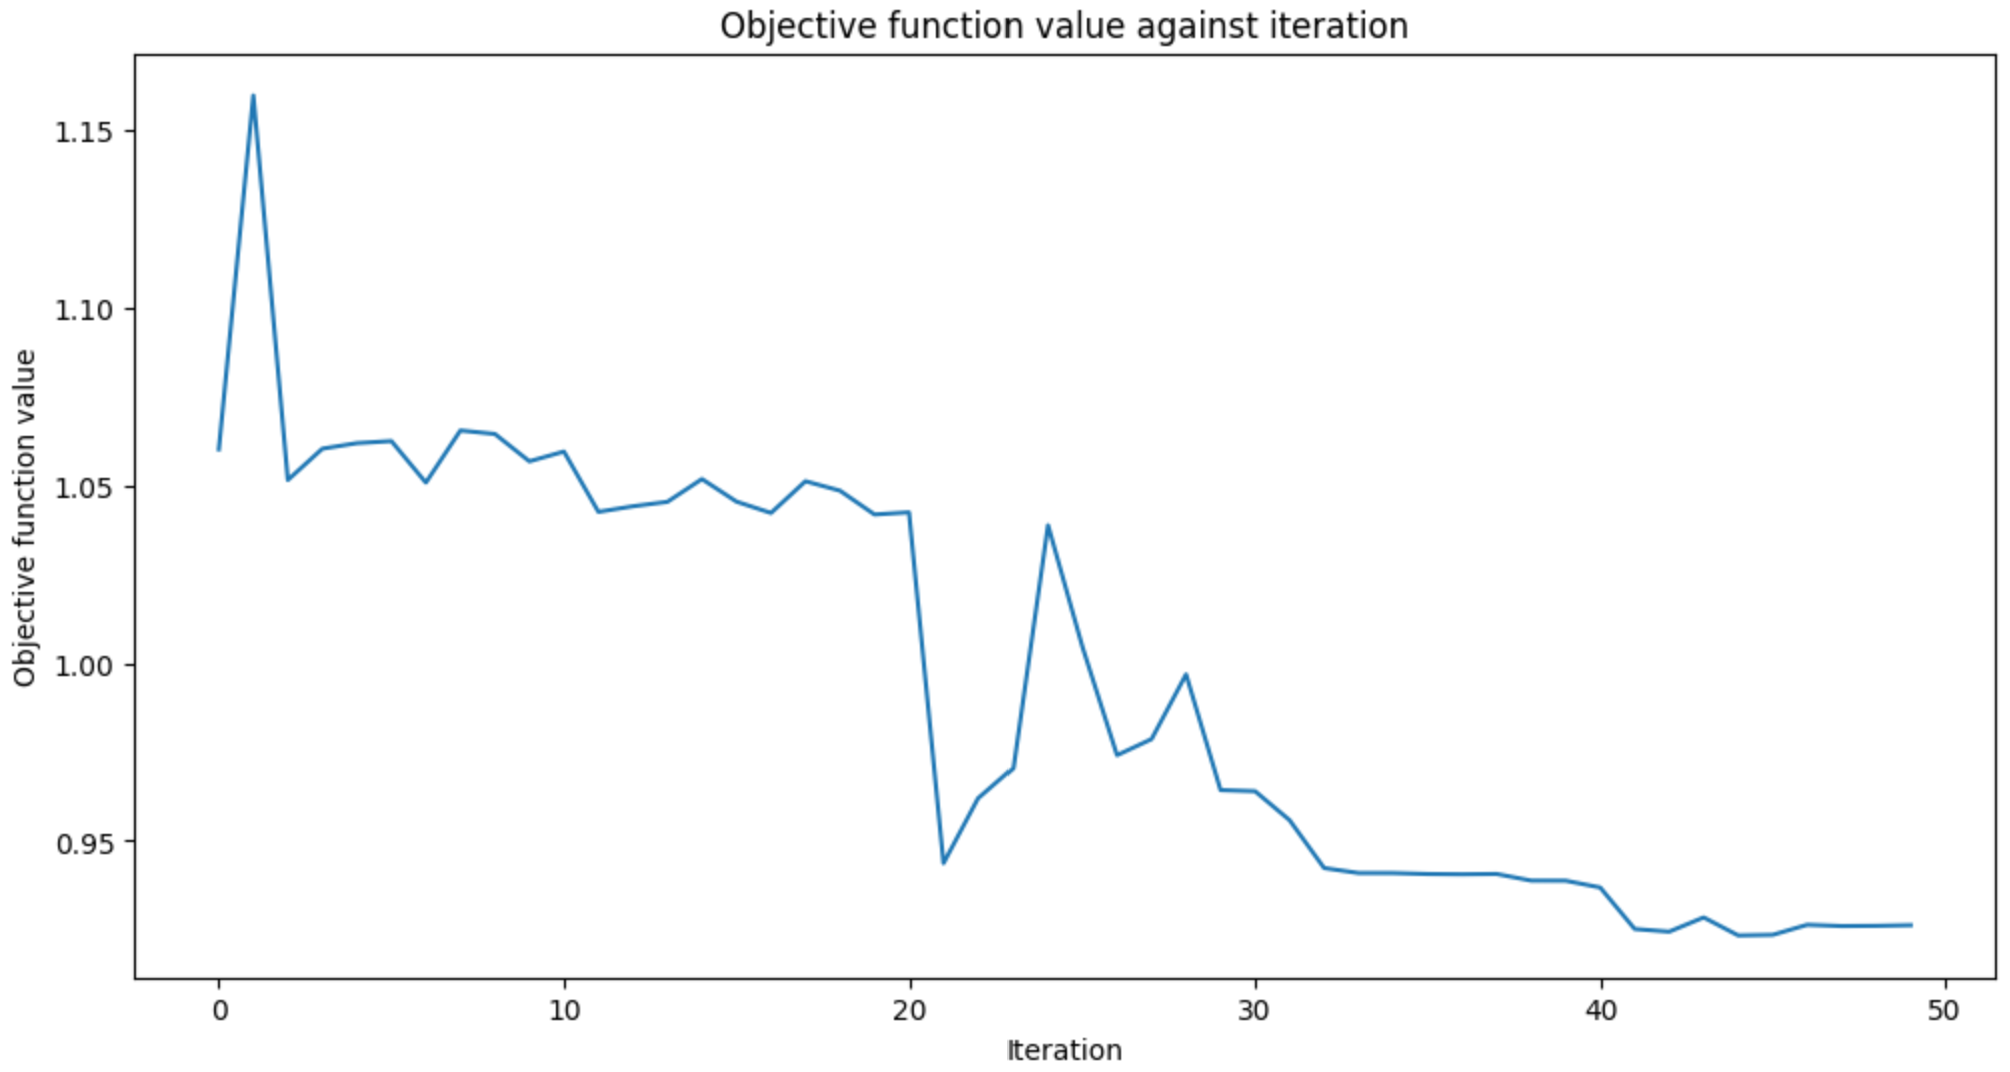 Objective function value against iteration
1.15
1.10
1.05
1.00
0.95
Objective function value
0 10 20 30 40 50
Iteration